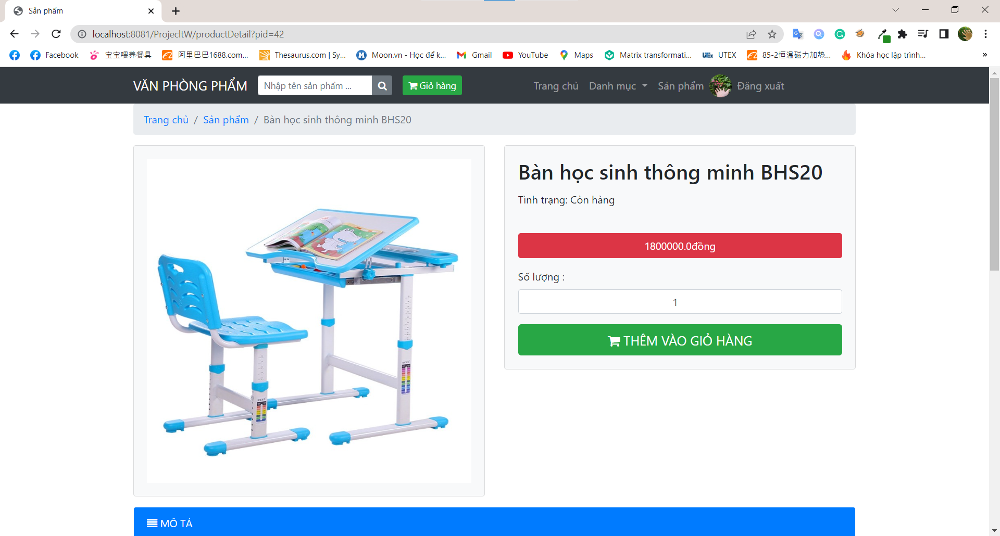 Sản phẩm
localhost:8081/ProjecltW/productDetail?pid=42
Facebook 宝宝喂养餐具 阿里巴巴1688.com... Thesaurus.com | Sy... Moon.vn - Học để k... Gmail YouTube Maps Matrix transformati... UTEX 85-2恒温磁力加热... Khóa học lập trình... »
VĂN PHÒNG PHẨM Nhập tên sản phẩm ... Giỏ hàng Trang chủ Danh mục Sản phẩm Đăng xuất
Trang chủ / Sản phẩm / Bàn học sinh thông minh BHS20
Bàn học sinh thông minh BHS20
Tình trạng: Còn hàng
1800000.0đồng
Số lượng :
1
THÊM VÀO GIỎ HÀNG
MÔ TẢ